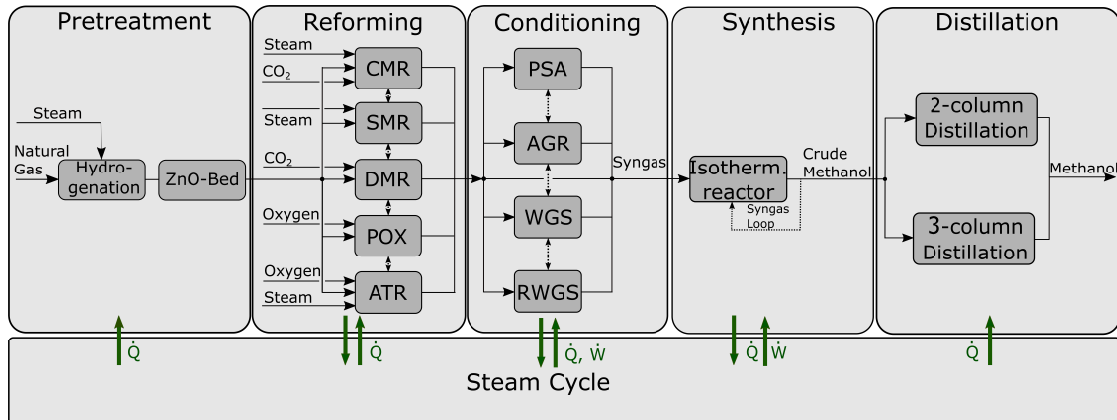 Pretreatment
Reforming
Conditioning
Synthesis
Distillation
Steam
Natural
Gas
Hydro-
genation
ZnO-Bed
Steam
CO₂
CMR
Steam
SMR
CO₂
DMR
Oxygen
POX
Oxygen
Steam
ATR
PSA
AGR
WGS
RWGS
Syngas
Isotherm.
reactor
Syngas
Loop
Crude
Methanol
2-column
Distillation
3-column
Distillation
Methanol
Q̇
Q̇
Q̇, Ẇ
Q̇ Ẇ
Q̇
Steam Cycle